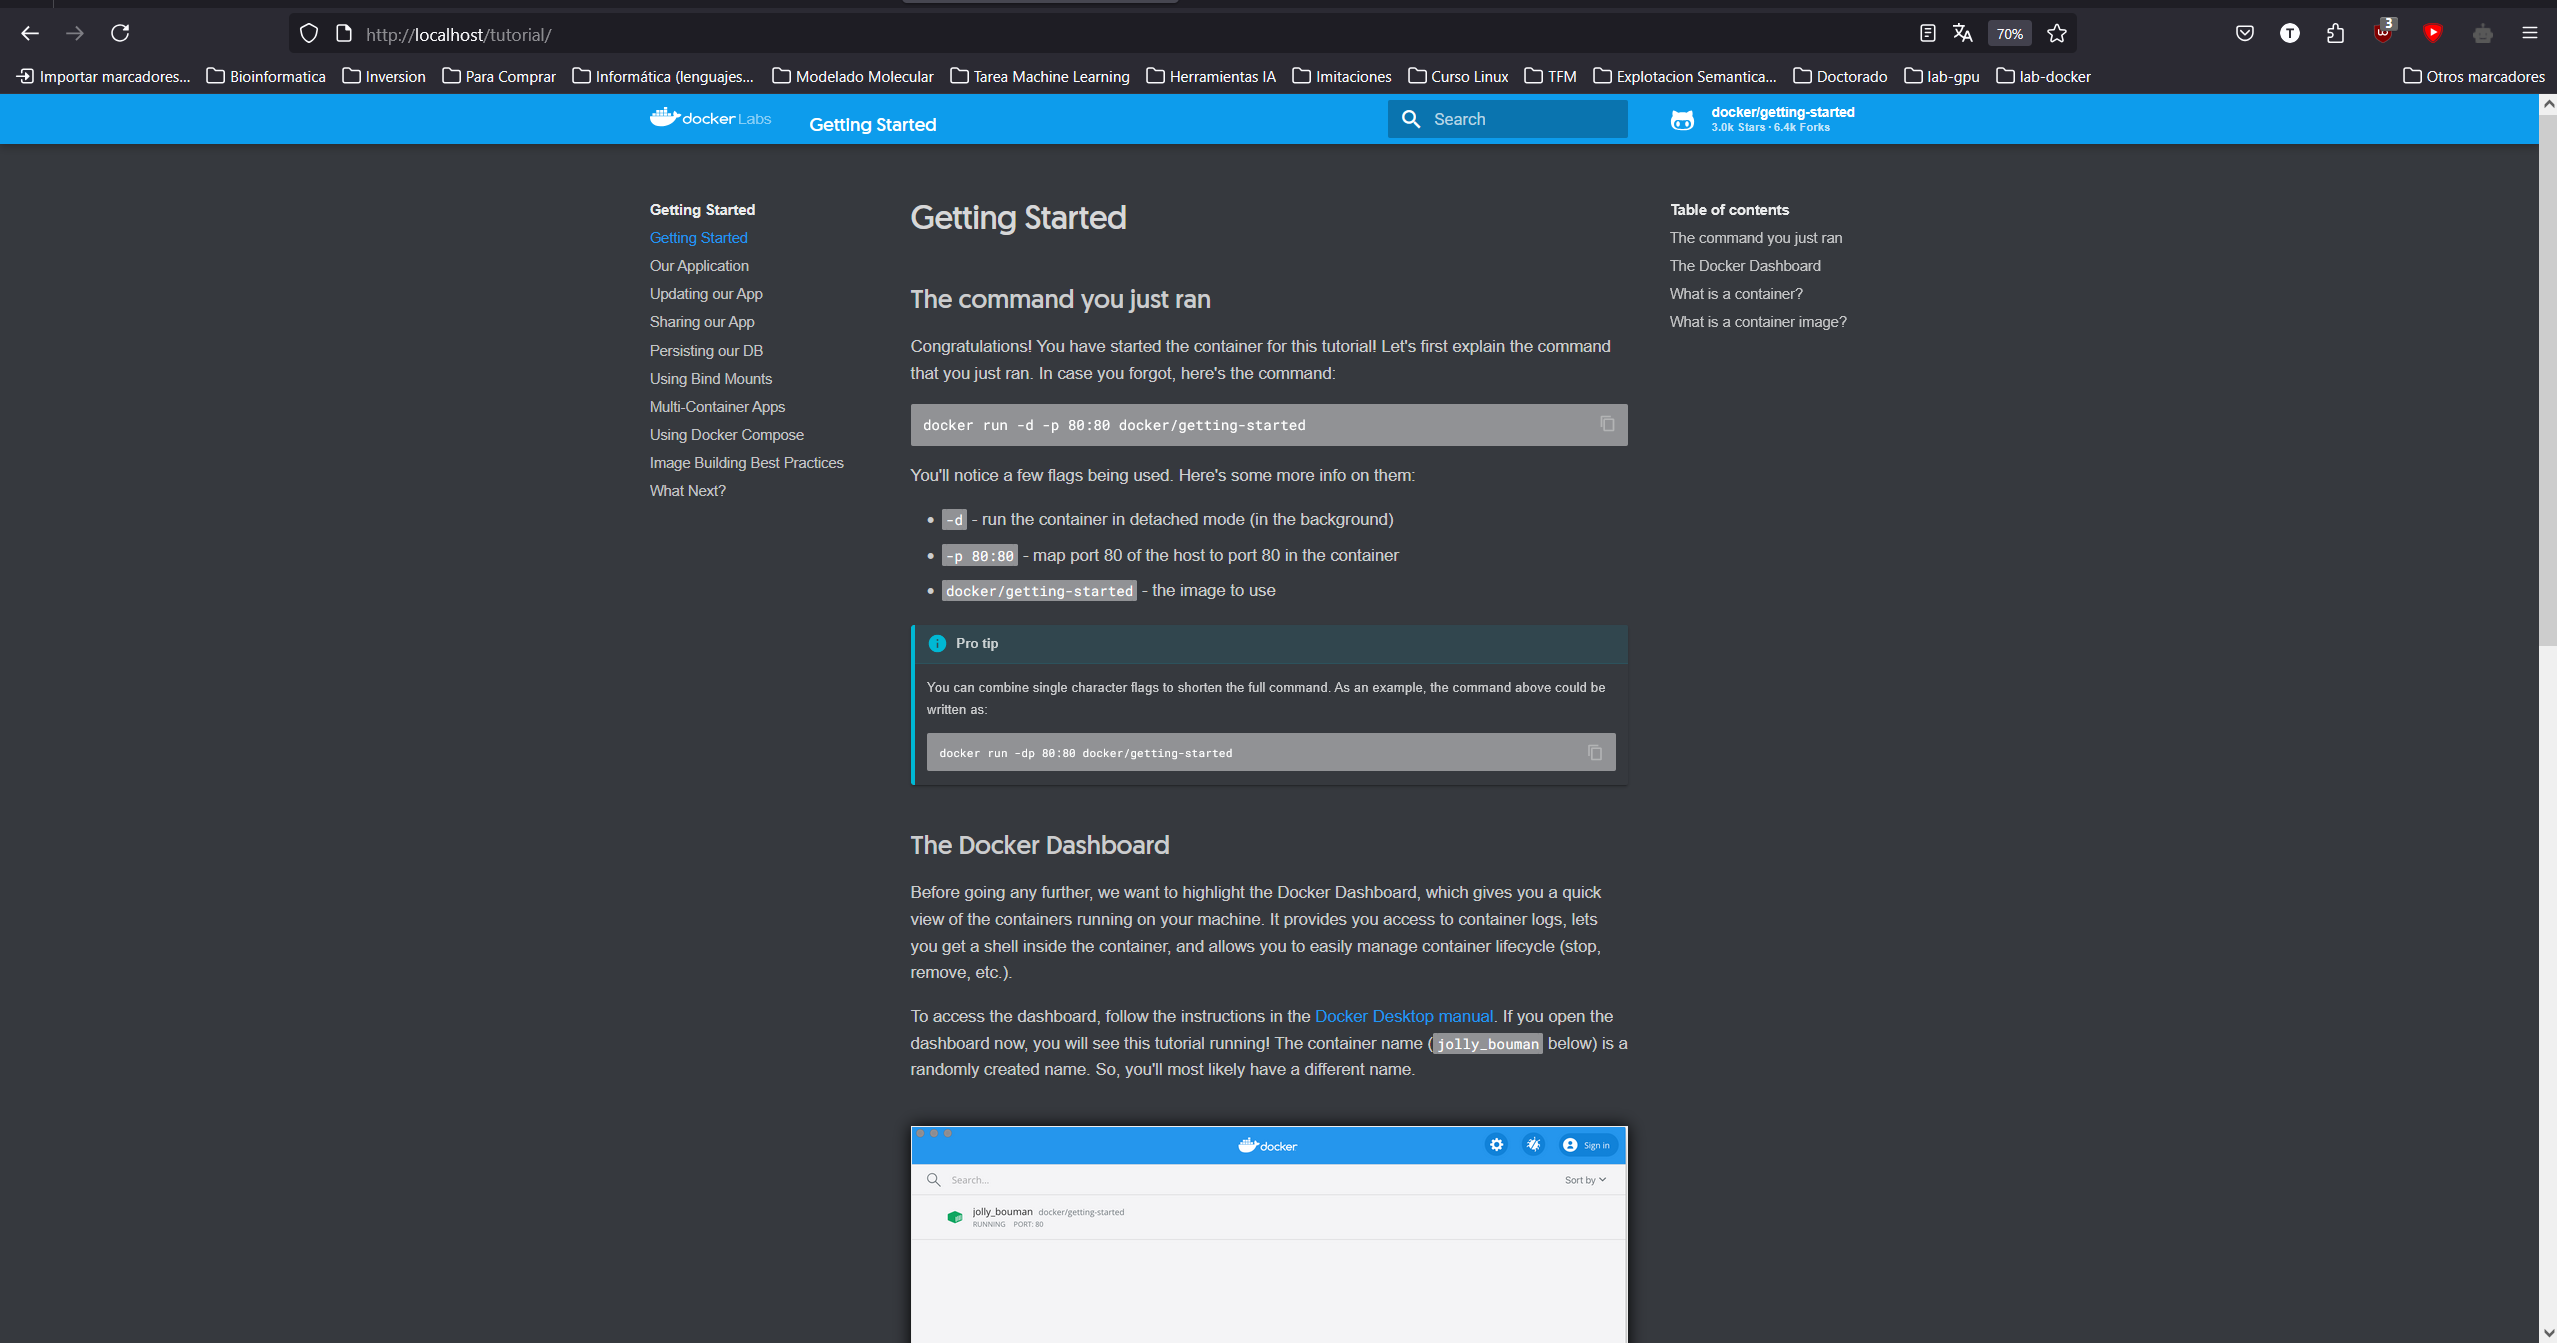 http://localhost/tutorial/
70%
T
3
Importar marcadores...
Bioinformatica
Inversion
Para Comprar
Informática (lenguajes...
Modelado Molecular
Tarea Machine Learning
Herramientas IA
Imitaciones
Curso Linux
TFM
Explotacion Semantica...
Doctorado
lab-gpu
lab-docker
Otros marcadores
docker Labs
Getting Started
Search
docker/getting-started
3.0k Stars · 6.4k Forks
Getting Started
Getting Started
Our Application
Updating our App
Sharing our App
Persisting our DB
Using Bind Mounts
Multi-Container Apps
Using Docker Compose
Image Building Best Practices
What Next?
Getting Started
The command you just ran
Congratulations! You have started the container for this tutorial! Let's first explain the command
that you just ran. In case you forgot, here's the command:
docker run -d -p 80:80 docker/getting-started
You'll notice a few flags being used. Here's some more info on them:
• -d - run the container in detached mode (in the background)
• -p 80:80 - map port 80 of the host to port 80 in the container
• docker/getting-started - the image to use
Pro tip
You can combine single character flags to shorten the full command. As an example, the command above could be
written as:
docker run -dp 80:80 docker/getting-started
The Docker Dashboard
Before going any further, we want to highlight the Docker Dashboard, which gives you a quick
view of the containers running on your machine. It provides you access to container logs, lets
you get a shell inside the container, and allows you to easily manage container lifecycle (stop,
remove, etc.).
To access the dashboard, follow the instructions in the Docker Desktop manual. If you open the
dashboard now, you will see this tutorial running! The container name (jolly_bouman below) is a
randomly created name. So, you'll most likely have a different name.
docker
Sign in
Search...
Sort by
jolly_bouman docker/getting-started
RUNNING PORT: 80
Table of contents
The command you just ran
The Docker Dashboard
What is a container?
What is a container image?